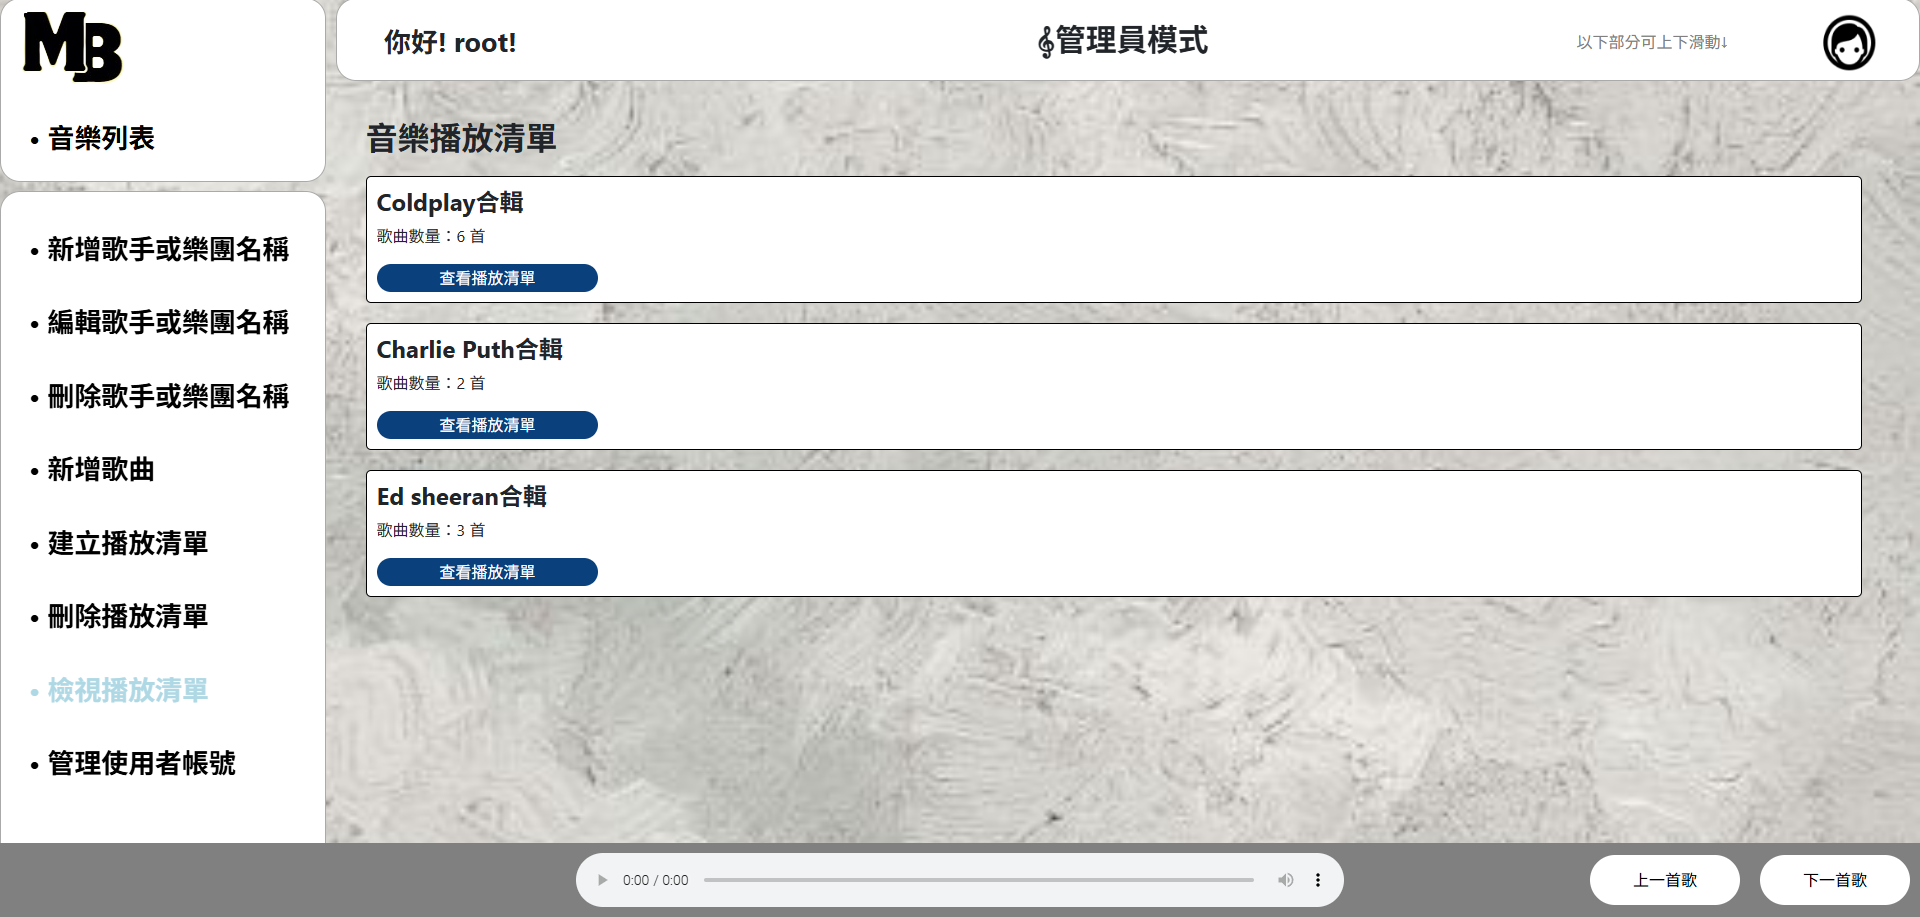 MB
• 音樂列表
• 新增歌手或樂團名稱
• 編輯歌手或樂團名稱
• 刪除歌手或樂團名稱
• 新增歌曲
• 建立播放清單
• 刪除播放清單
• 檢視播放清單
• 管理使用者帳號
你好! root!
𝄞管理員模式
以下部分可上下滑動↓
音樂播放清單
Coldplay合輯
歌曲數量：6 首
查看播放清單
Charlie Puth合輯
歌曲數量：2 首
查看播放清單
Ed sheeran合輯
歌曲數量：3 首
查看播放清單
0:00 / 0:00
上一首歌
下一首歌